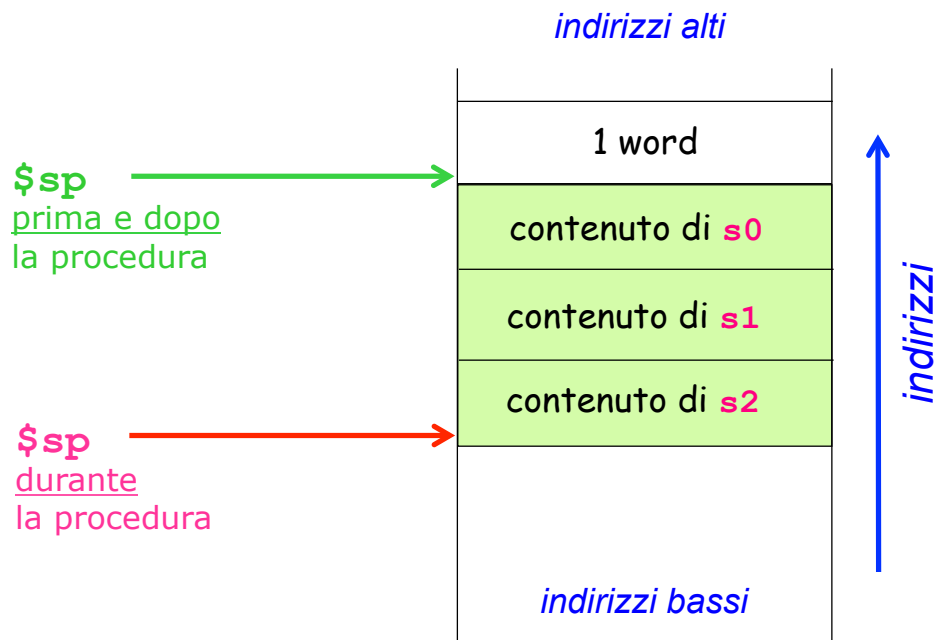 indirizzi alti
1 word
$sp
prima e dopo
la procedura
contenuto di s0
contenuto di s1
contenuto di s2
indirizzi
$sp
durante
la procedura
indirizzi bassi